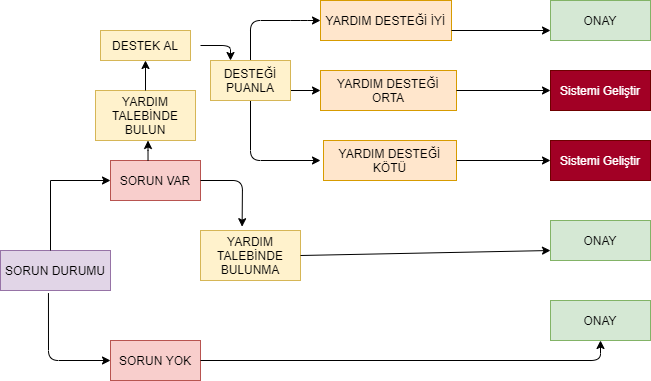 YARDIM DESTEĞİ İYİ
ONAY
DESTEK AL
DESTEĞİ
PUANLA
YARDIM DESTEĞİ
ORTA
Sistemi Geliştir
YARDIM
TALEBİNDE
BULUN
YARDIM DESTEĞİ
KÖTÜ
Sistemi Geliştir
SORUN VAR
YARDIM
TALEBİNDE
BULUNMA
ONAY
SORUN DURUMU
ONAY
SORUN YOK